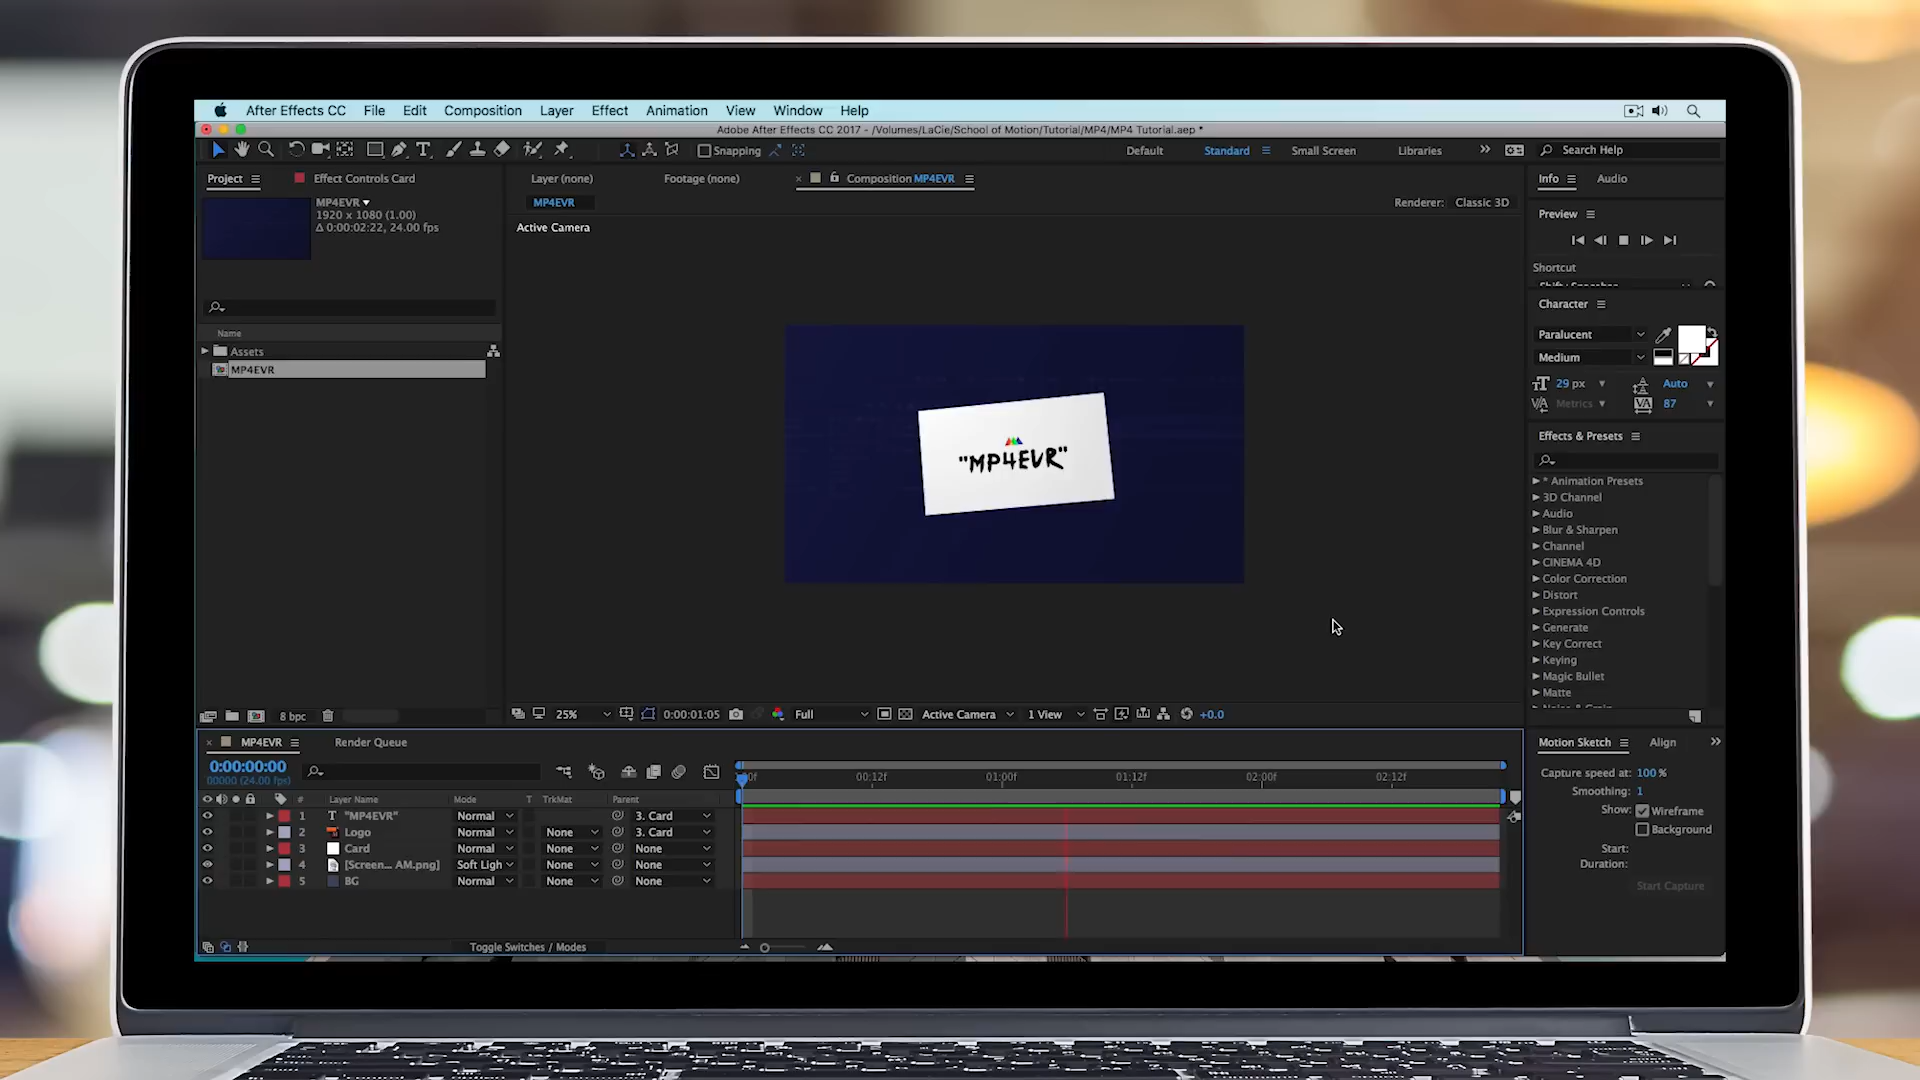 After Effects CC File Edit Composition Layer Effect Animation View Window Help
Adobe After Effects CC 2017 - /Volumes/LaCie/School of Motion/Tutorial/MP4/MP4 Tutorial.aep *
Snapping Default Standard Small Screen Libraries Search Help
Project Effect Controls Card
MP4EVR
1920 x 1080 (1.00)
Δ 0:00:02:22, 24.00 fps
Name
Assets
MP4EVR
8 bpc
Layer (none) Footage (none) Composition MP4EVR
MP4EVR Renderer: Classic 3D
Active Camera
"MP4EVR"
25% 0:00:01:05 Full Active Camera 1 View +0.0
Info Audio
Preview
Shortcut
Character
Paralucent
Medium
29 px Auto
Metrics 87
Effects & Presets
* Animation Presets
3D Channel
Audio
Blur & Sharpen
Channel
CINEMA 4D
Color Correction
Distort
Expression Controls
Generate
Key Correct
Keying
Magic Bullet
Matte
MP4EVR Render Queue
0:00:00:00
00000 (24.00 fps)
00:12f 01:00f 01:12f 02:00f 02:12f
# Layer Name Mode T TrkMat Parent
1 T "MP4EVR" Normal 3. Card
2 Logo Normal None 3. Card
3 Card Normal None None
4 [Screen... AM.png] Soft Ligh None None
5 BG Normal None None
Toggle Switches / Modes
Motion Sketch Align
Capture speed at: 100 %
Smoothing: 1
Show: Wireframe
Background
Start:
Duration:
Start Capture